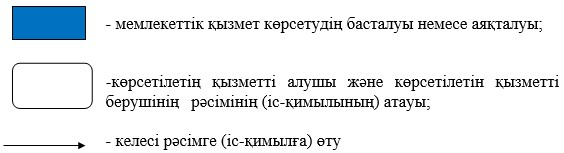 - мемлекеттік қызмет көрсетудің басталуы немесе аяқталуы;
-көрсетілетің қызметті алушы және көрсетілетін қызметті
берушінің рәсімінің (іс-қимылының) атауы;
- келесі рәсімге (іс-қимылға) өту